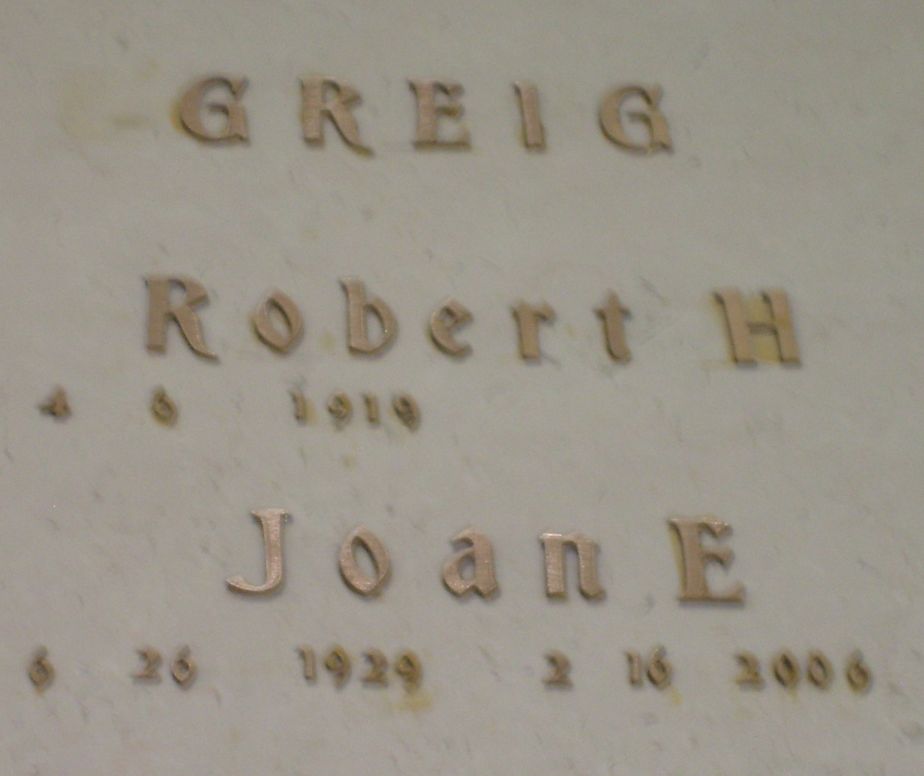 GREIG
Robert H
4 6 1919
Joan E
6 26 1929 2 16 2006